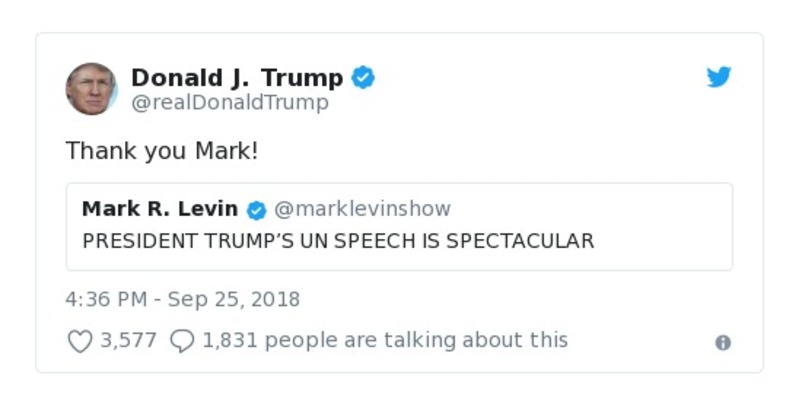 Donald J. Trump
@realDonaldTrump
Thank you Mark!
Mark R. Levin @marklevinshow
PRESIDENT TRUMP’S UN SPEECH IS SPECTACULAR
4:36 PM - Sep 25, 2018
3,577 1,831 people are talking about this